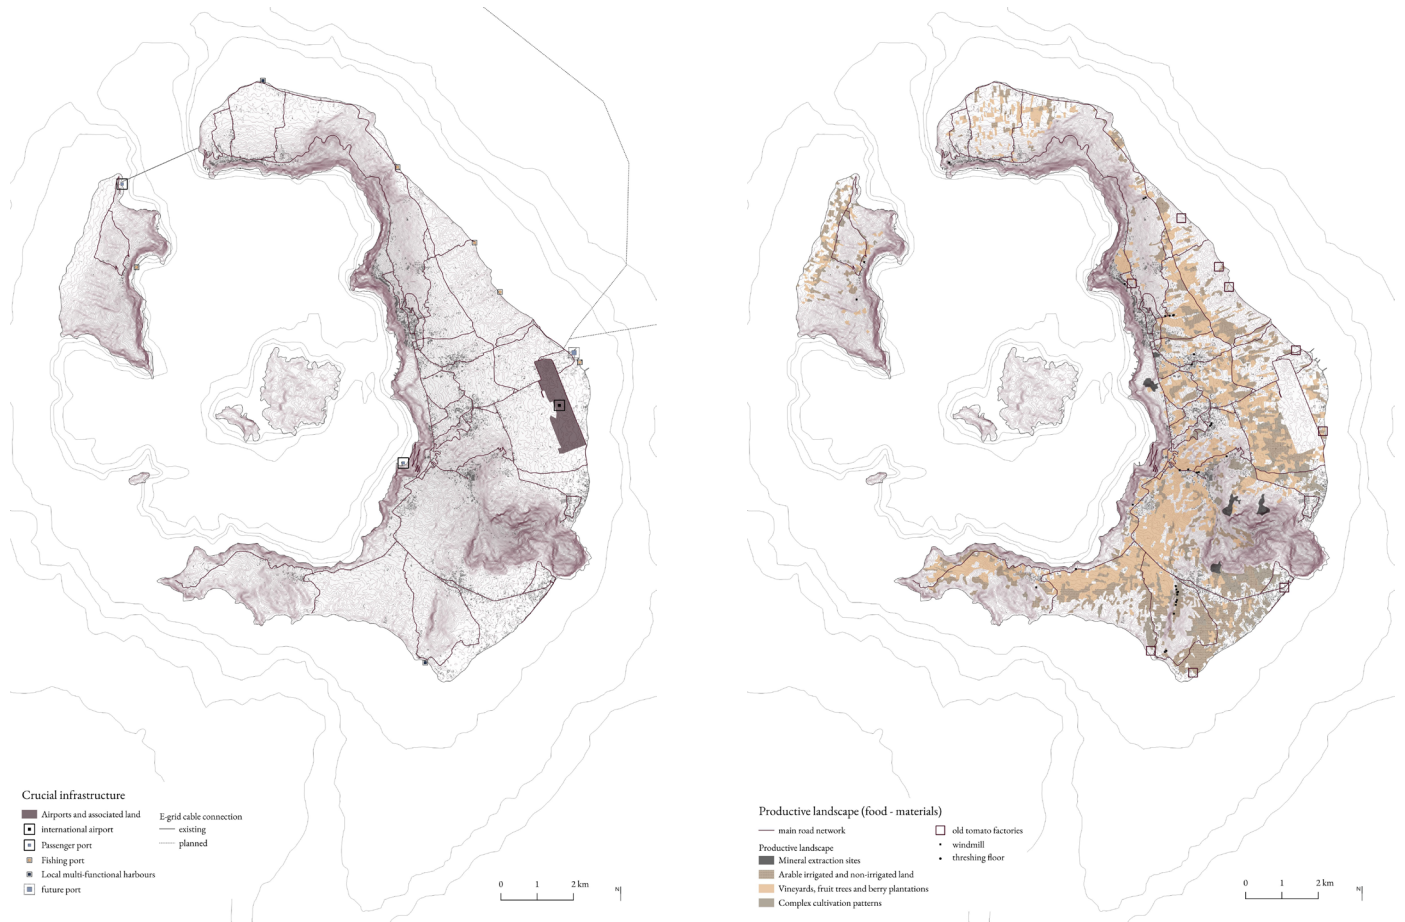 Crucial infrastructure
Airports and associated land
international airport
Passenger port
Fishing port
Local multi-functional harbours
future port
E-grid cable connection
existing
planned
0 1 2 km
N
Productive landscape (food - materials)
main road network
Productive landscape
Mineral extraction sites
Arable irrigated and non-irrigated land
Vineyards, fruit trees and berry plantations
Complex cultivation patterns
old tomato factories
windmill
threshing floor
0 1 2 km
N